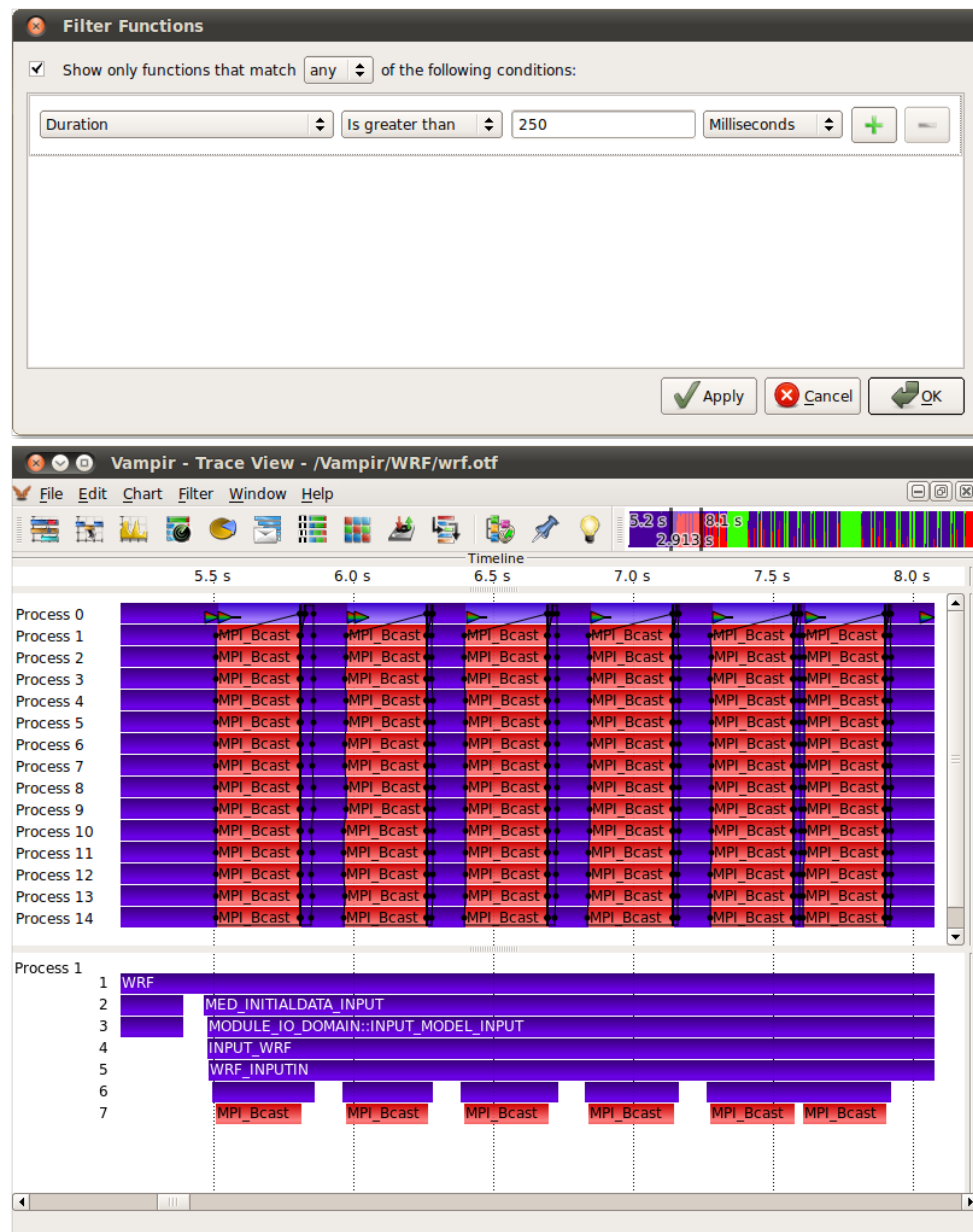 Filter Functions
Show only functions that match any of the following conditions:
Duration Is greater than 250 Milliseconds
Apply Cancel OK
Vampir - Trace View - /Vampir/WRF/wrf.otf
File Edit Chart Filter Window Help
5.2 s 8.1 s
2.913 s
Timeline
5.5 s 6.0 s 6.5 s 7.0 s 7.5 s 8.0 s
Process 0
Process 1 MPI_Bcast MPI_Bcast MPI_Bcast MPI_Bcast MPI_Bcast MPI_Bcast
Process 2 MPI_Bcast MPI_Bcast MPI_Bcast MPI_Bcast MPI_Bcast MPI_Bcast
Process 3 MPI_Bcast MPI_Bcast MPI_Bcast MPI_Bcast MPI_Bcast MPI_Bcast
Process 4 MPI_Bcast MPI_Bcast MPI_Bcast MPI_Bcast MPI_Bcast MPI_Bcast
Process 5 MPI_Bcast MPI_Bcast MPI_Bcast MPI_Bcast MPI_Bcast MPI_Bcast
Process 6 MPI_Bcast MPI_Bcast MPI_Bcast MPI_Bcast MPI_Bcast MPI_Bcast
Process 7 MPI_Bcast MPI_Bcast MPI_Bcast MPI_Bcast MPI_Bcast MPI_Bcast
Process 8 MPI_Bcast MPI_Bcast MPI_Bcast MPI_Bcast MPI_Bcast MPI_Bcast
Process 9 MPI_Bcast MPI_Bcast MPI_Bcast MPI_Bcast MPI_Bcast MPI_Bcast
Process 10 MPI_Bcast MPI_Bcast MPI_Bcast MPI_Bcast MPI_Bcast MPI_Bcast
Process 11 MPI_Bcast MPI_Bcast MPI_Bcast MPI_Bcast MPI_Bcast MPI_Bcast
Process 12 MPI_Bcast MPI_Bcast MPI_Bcast MPI_Bcast MPI_Bcast MPI_Bcast
Process 13 MPI_Bcast MPI_Bcast MPI_Bcast MPI_Bcast MPI_Bcast MPI_Bcast
Process 14 MPI_Bcast MPI_Bcast MPI_Bcast MPI_Bcast MPI_Bcast MPI_Bcast
Process 1
1 WRF
2 MED_INITIALDATA_INPUT
3 MODULE_IO_DOMAIN::INPUT_MODEL_INPUT
4 INPUT_WRF
5 WRF_INPUTIN
6
7 MPI_Bcast MPI_Bcast MPI_Bcast MPI_Bcast MPI_Bcast MPI_Bcast